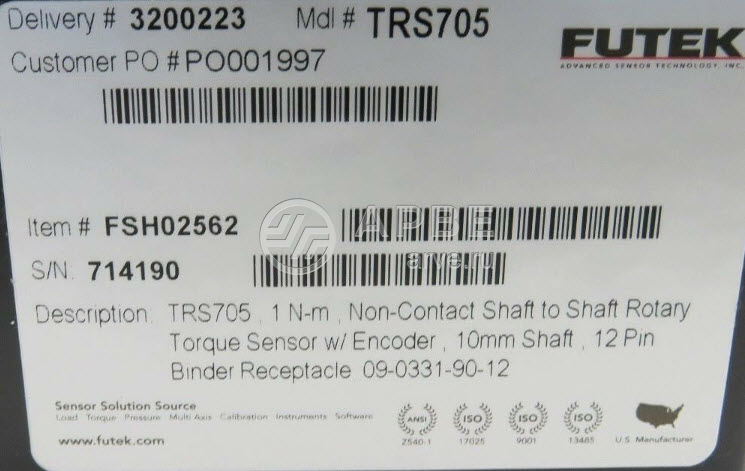 Delivery # 3200223 Mdl # TRS705
FUTEK
ADVANCED SENSOR TECHNOLOGY, INC.
Customer PO # PO001997
Item # FSH02562
АРВЕ
arve.ru
S/N: 714190
Description: TRS705 , 1 N-m , Non-Contact Shaft to Shaft Rotary
Torque Sensor w/ Encoder , 10mm Shaft , 12 Pin
Binder Receptacle 09-0331-90-12
Sensor Solution Source
Load Torque Pressure Multi Axis Calibration Instruments Software
www.futek.com
ANSI ISO ISO ISO
Z540-1 17025 9001 13485 U.S. Manufacturer